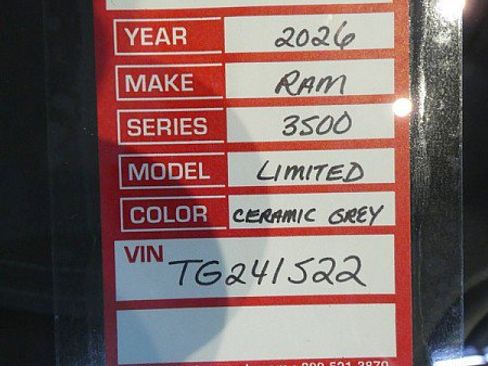 YEAR 2026
MAKE RAM
SERIES 3500
MODEL LIMITED
COLOR CERAMIC GREY
VIN TG241522